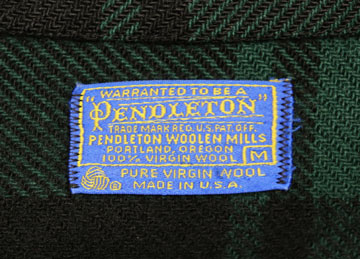 WARRANTED TO BE A
"PENDLETON"
TRADE MARK REG. U.S. PAT. OFF.
PENDLETON WOOLEN MILLS
PORTLAND, OREGON
100% VIRGIN WOOL M
PURE VIRGIN WOOL
MADE IN U.S.A.